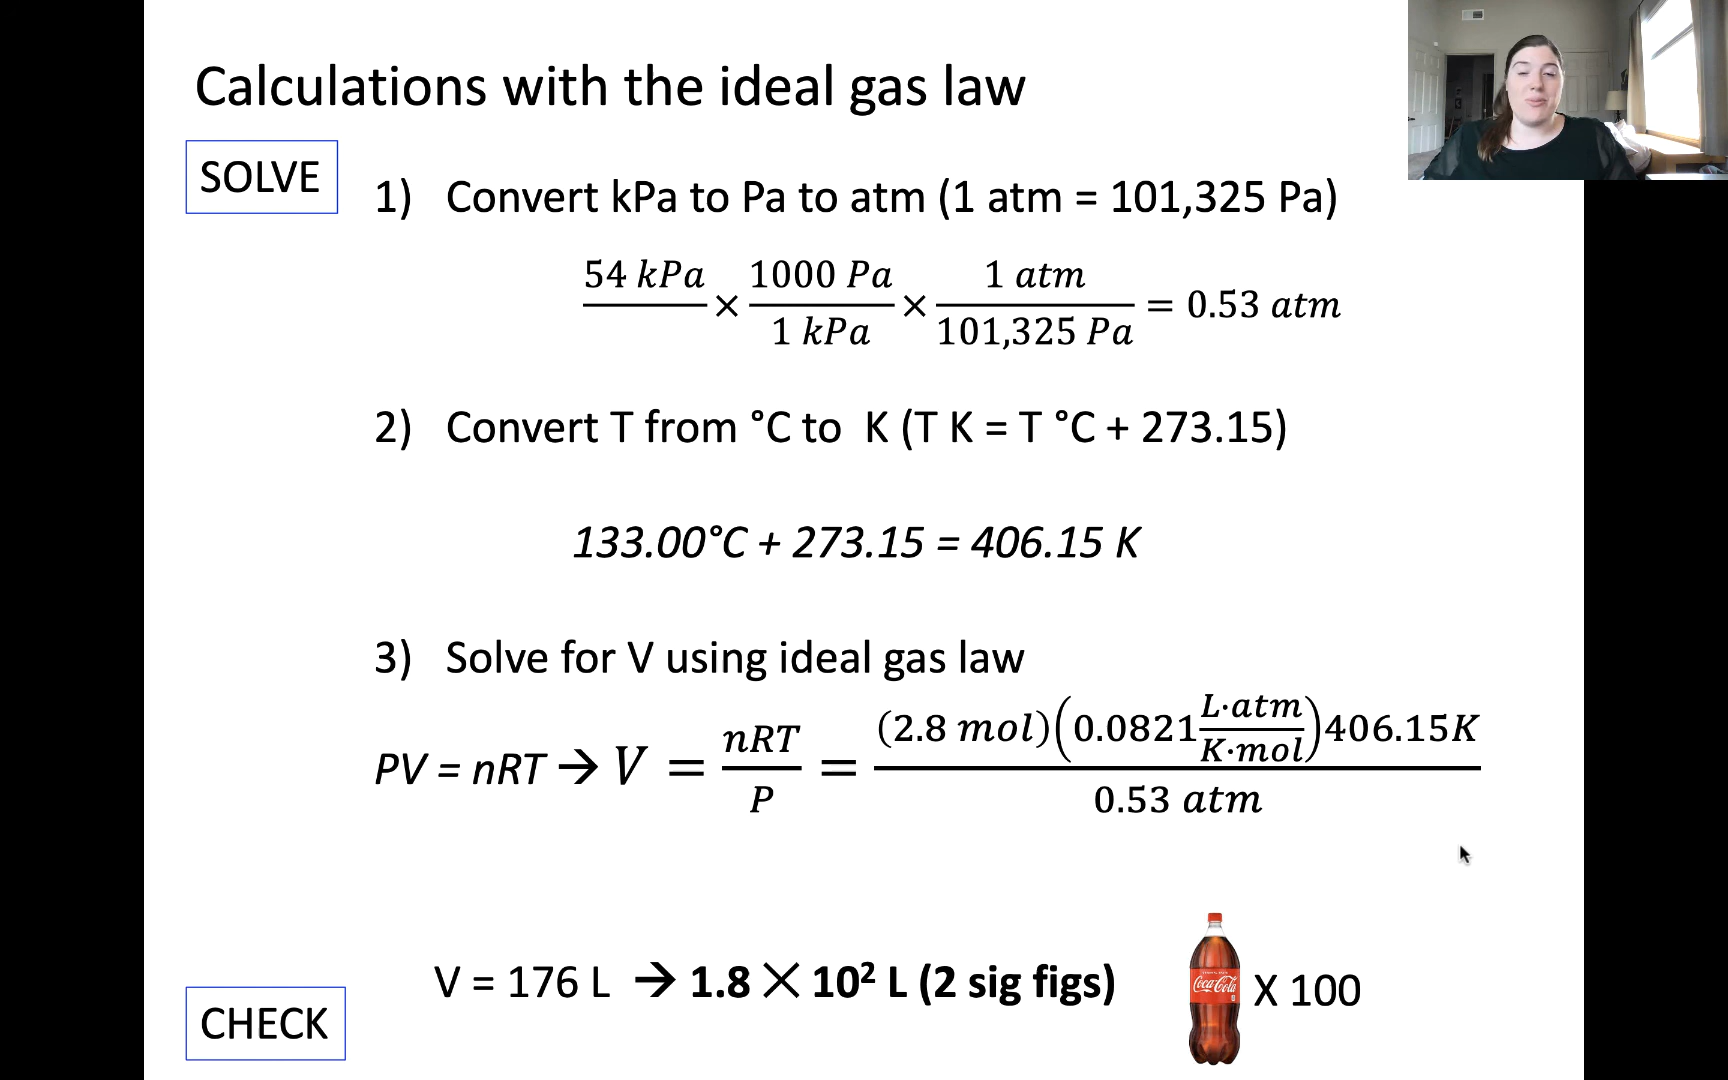 Calculations with the ideal gas law
SOLVE
1) Convert kPa to Pa to atm (1 atm = 101,325 Pa)
54 kPa / × 1000 Pa / 1 kPa × 1 atm / 101,325 Pa = 0.53 atm
2) Convert T from °C to K (T K = T °C + 273.15)
133.00°C + 273.15 = 406.15 K
3) Solve for V using ideal gas law
PV = nRT → V = nRT / P = (2.8 mol)(0.0821 L·atm / K·mol)406.15K / 0.53 atm
V = 176 L → 1.8 × 10² L (2 sig figs)
Coca-Cola
X 100
CHECK